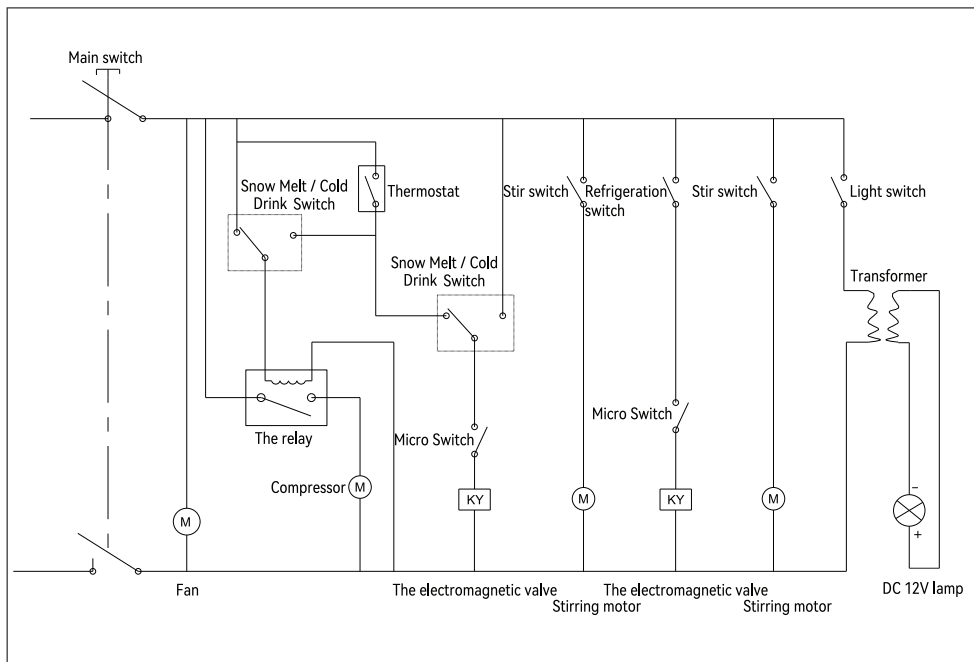 Main switch
Snow Melt / Cold
Drink Switch
Thermostat
Stir switch
Refrigeration
switch
Stir switch
Light switch
Snow Melt / Cold
Drink Switch
Transformer
The relay
Micro Switch
Micro Switch
Compressor
M
KY
M
KY
M
M
−
+
Fan
The electromagnetic valve
Stirring motor
The electromagnetic valve
Stirring motor
DC 12V lamp